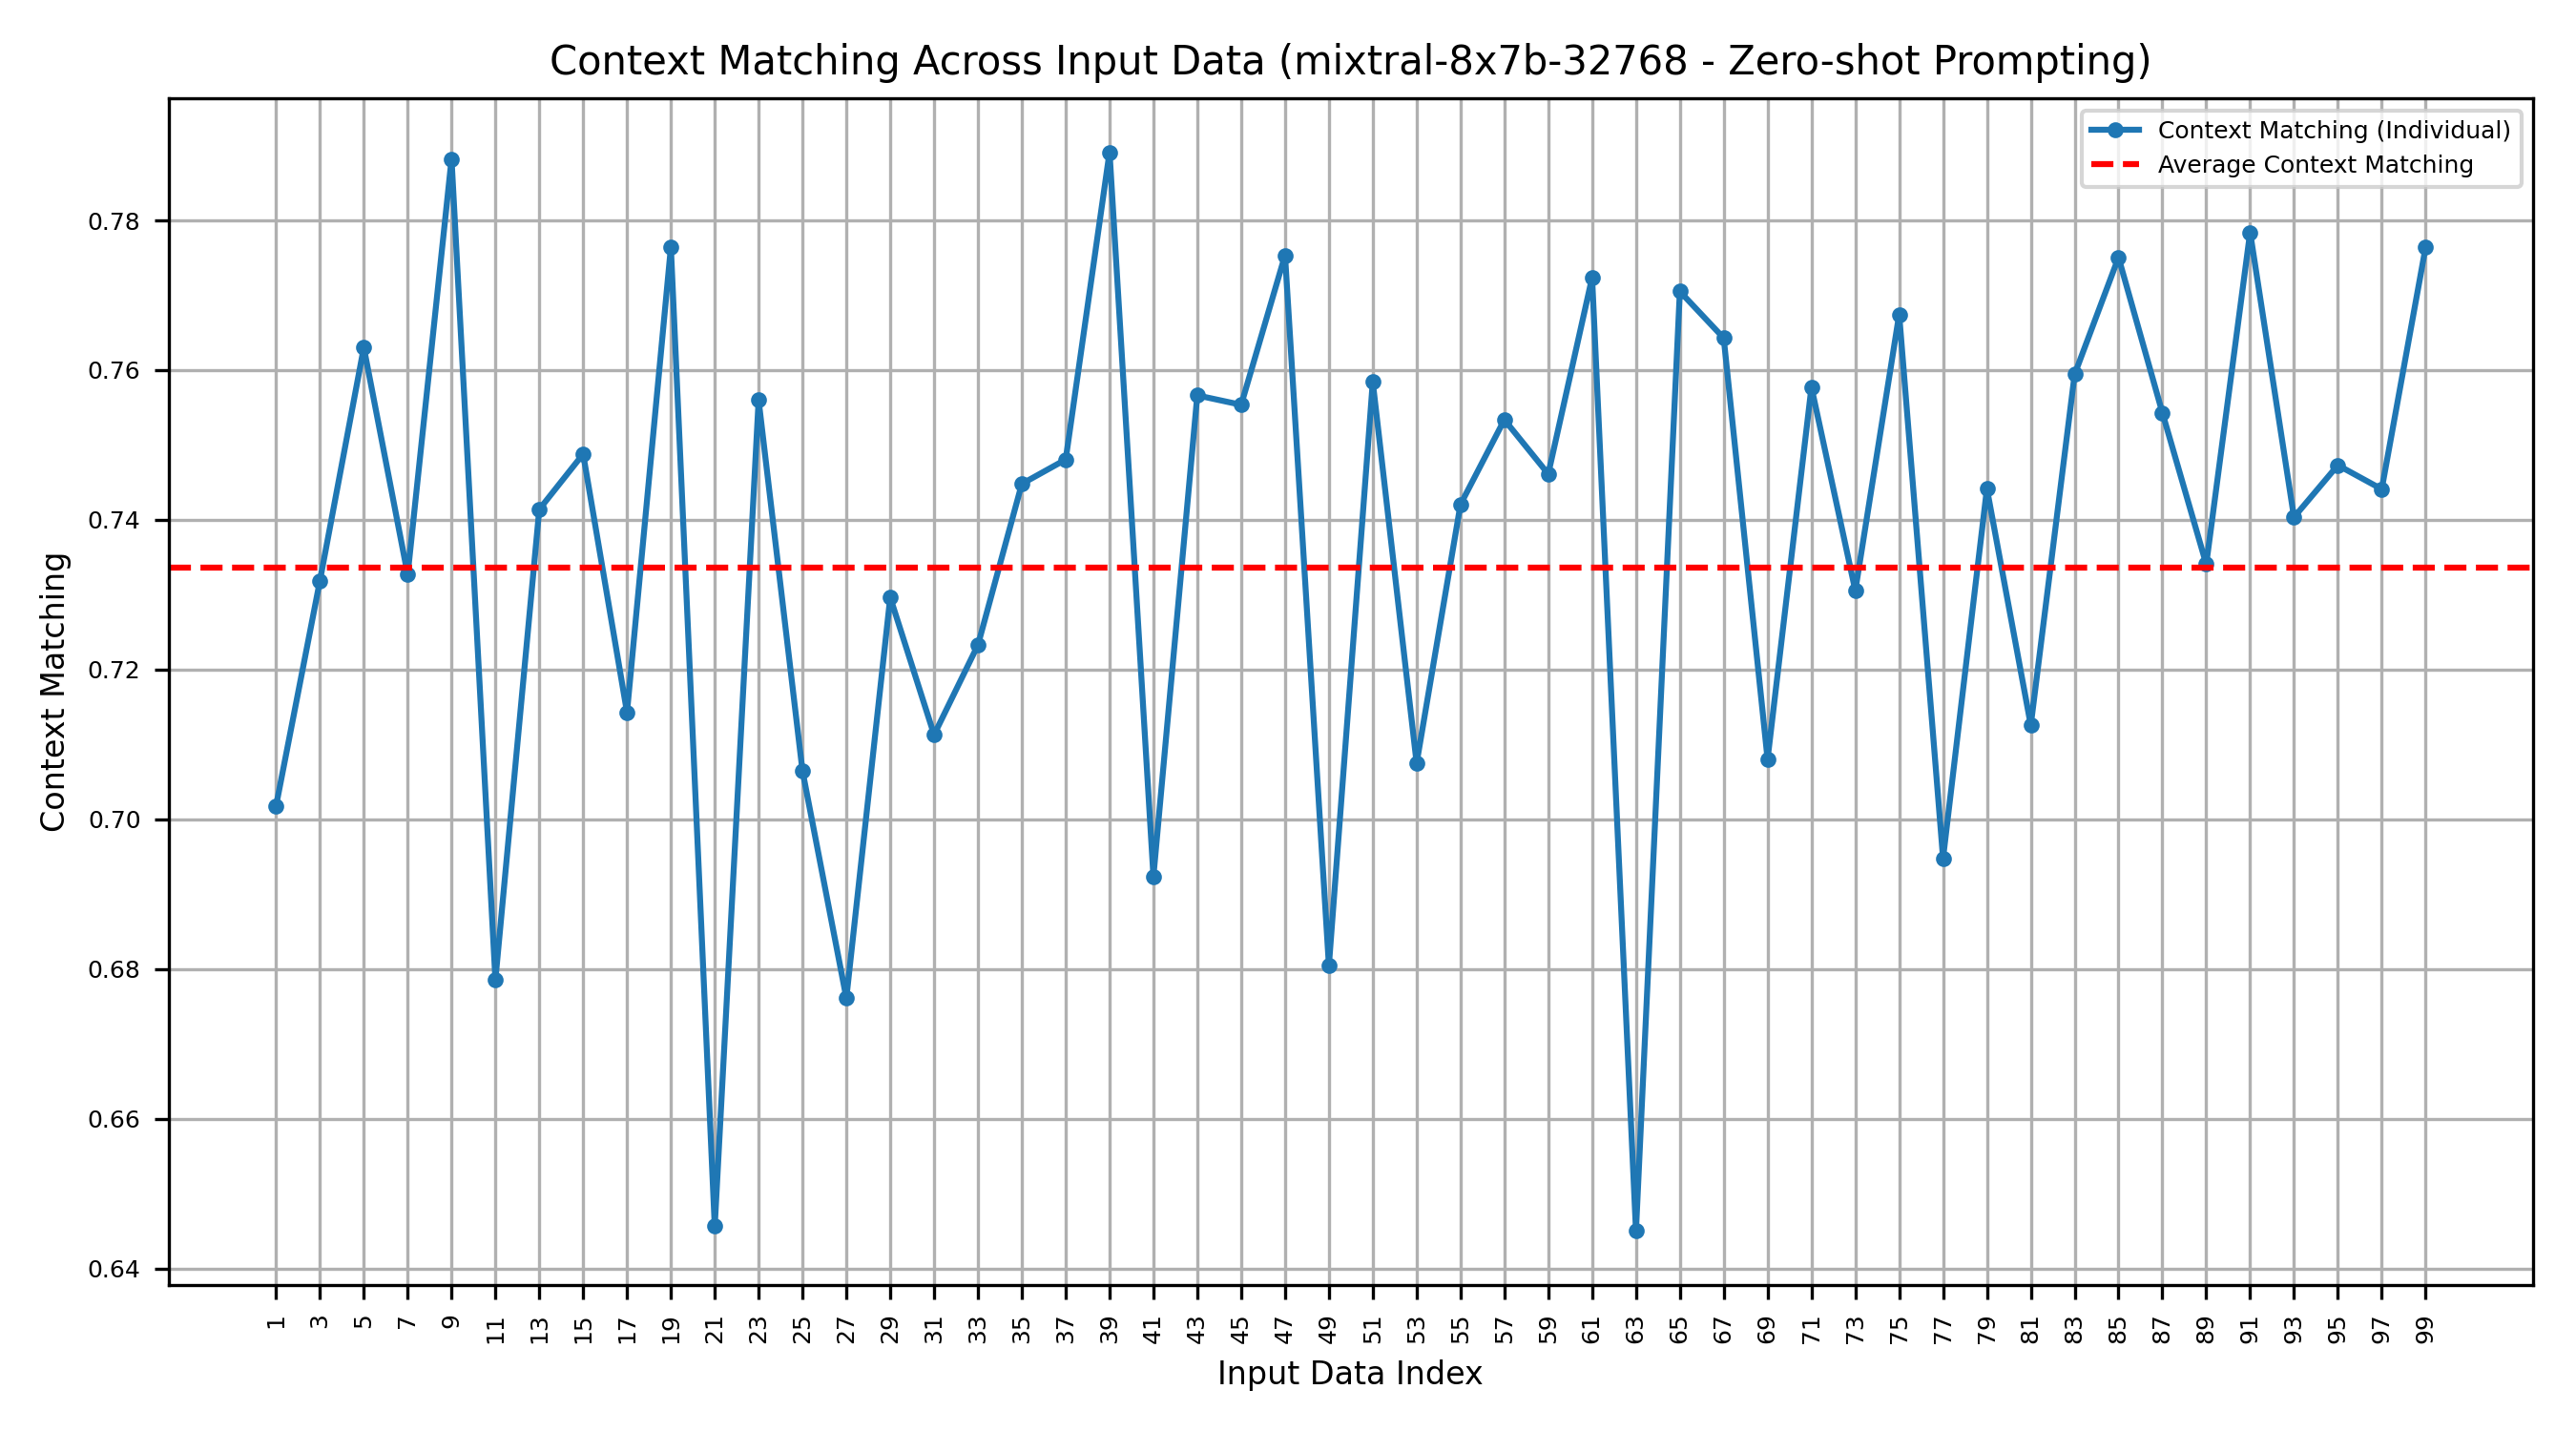 Context Matching Across Input Data (mixtral-8x7b-32768 - Zero-shot Prompting)
Context Matching (Individual)
Average Context Matching
0.78
0.76
0.74
0.72
0.70
0.68
0.66
0.64
Context Matching
1 3 5 7 9 11 13 15 17 19 21 23 25 27 29 31 33 35 37 39 41 43 45 47 49 51 53 55 57 59 61 63 65 67 69 71 73 75 77 79 81 83 85 87 89 91 93 95 97 99
Input Data Index